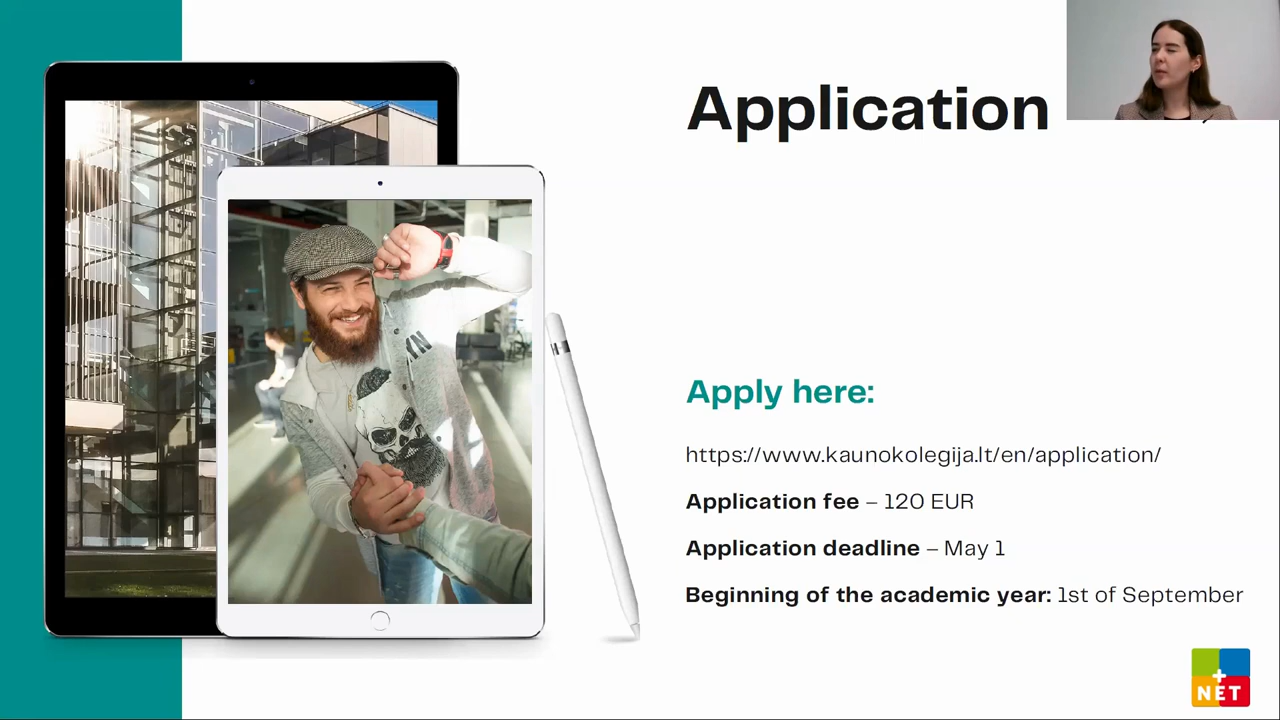 Application
YN
Apply here:
https://www.kaunokolegija.lt/en/application/
Application fee – 120 EUR
Application deadline – May 1
Beginning of the academic year: 1st of September
+
NET